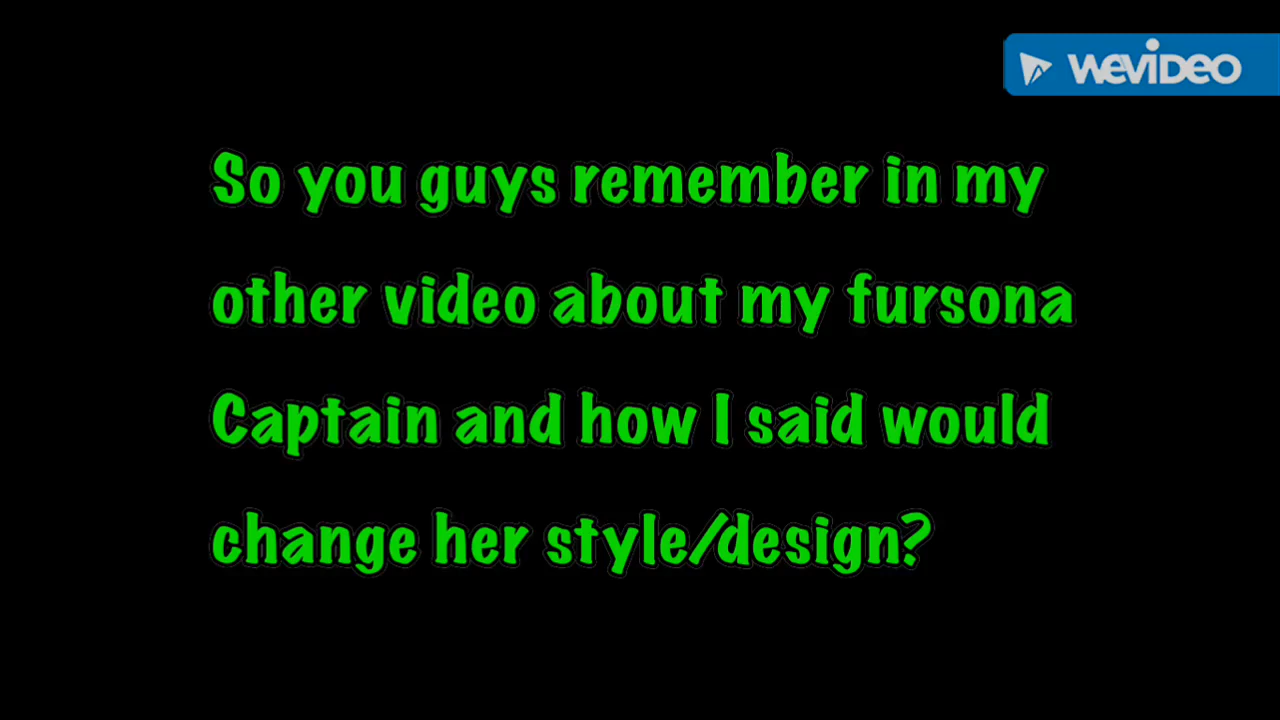 WEVIDEO
So you guys remember in my
other video about my fursona
Captain and how I said would
change her style/design?